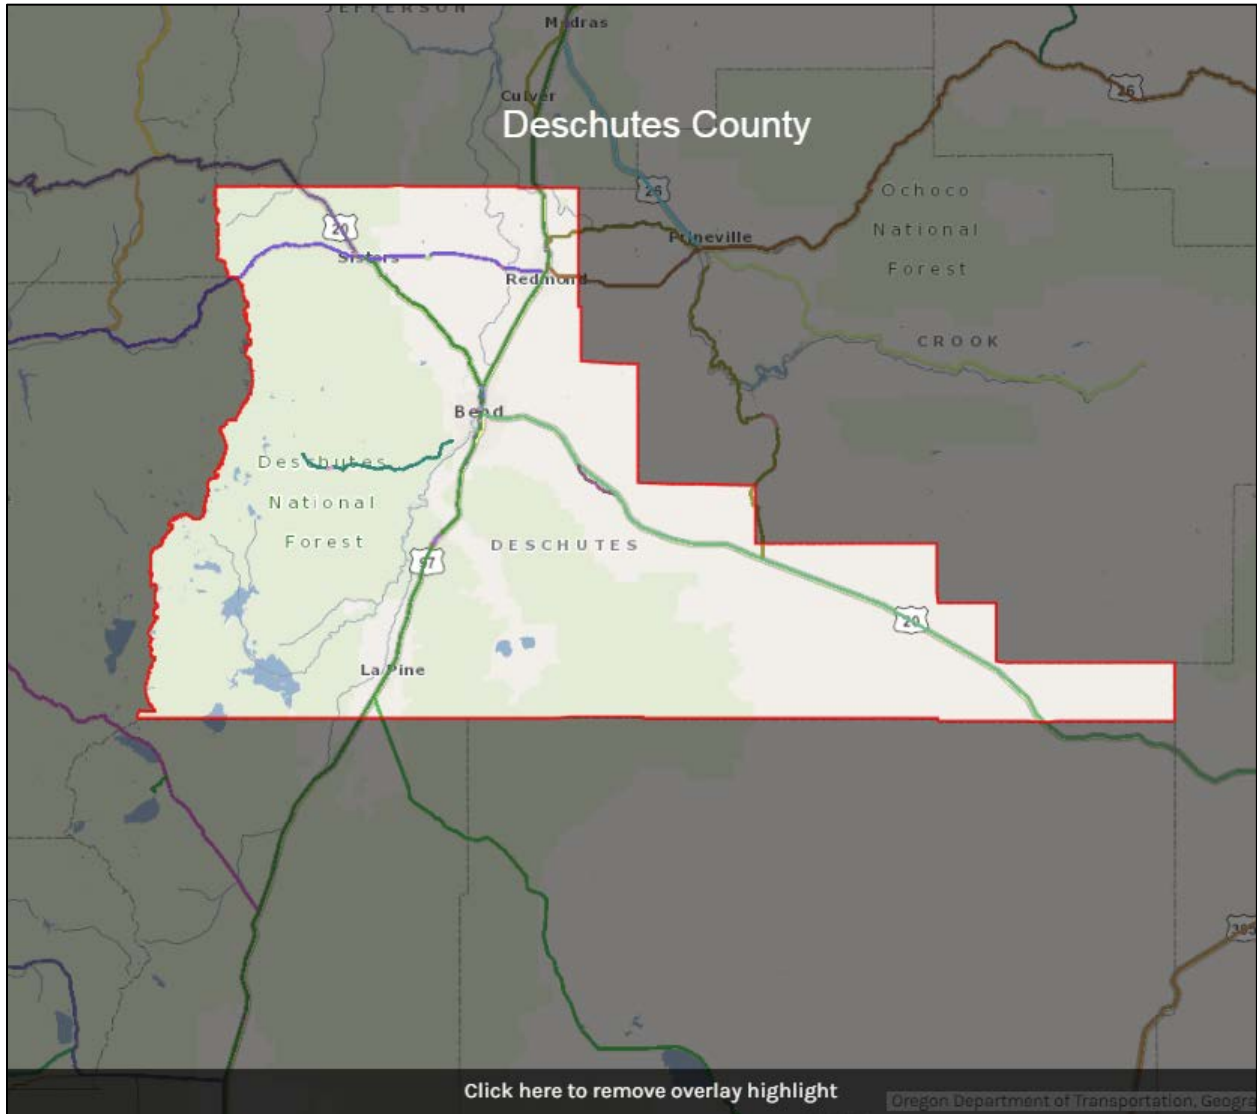 JEFFERSON
Madras
Culver
26
Deschutes County
26
Ochoco
National
Forest
20
Prineville
Sisters
Redmond
CROOK
Bend
Deschutes
National
Forest
DESCHUTES
97
20
La Pine
395
Click here to remove overlay highlight
Oregon Department of Transportation, Geogra